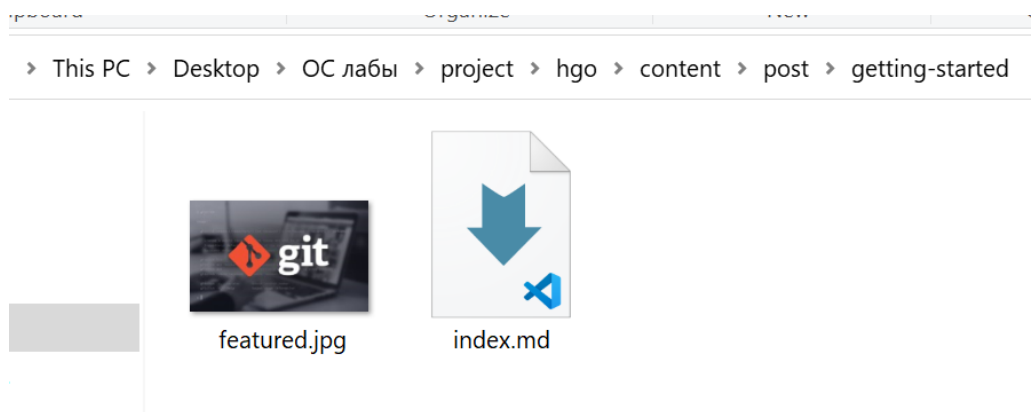 > This PC > Desktop > ОС лабы > project > hgo > content > post > getting-started
git
featured.jpg
index.md